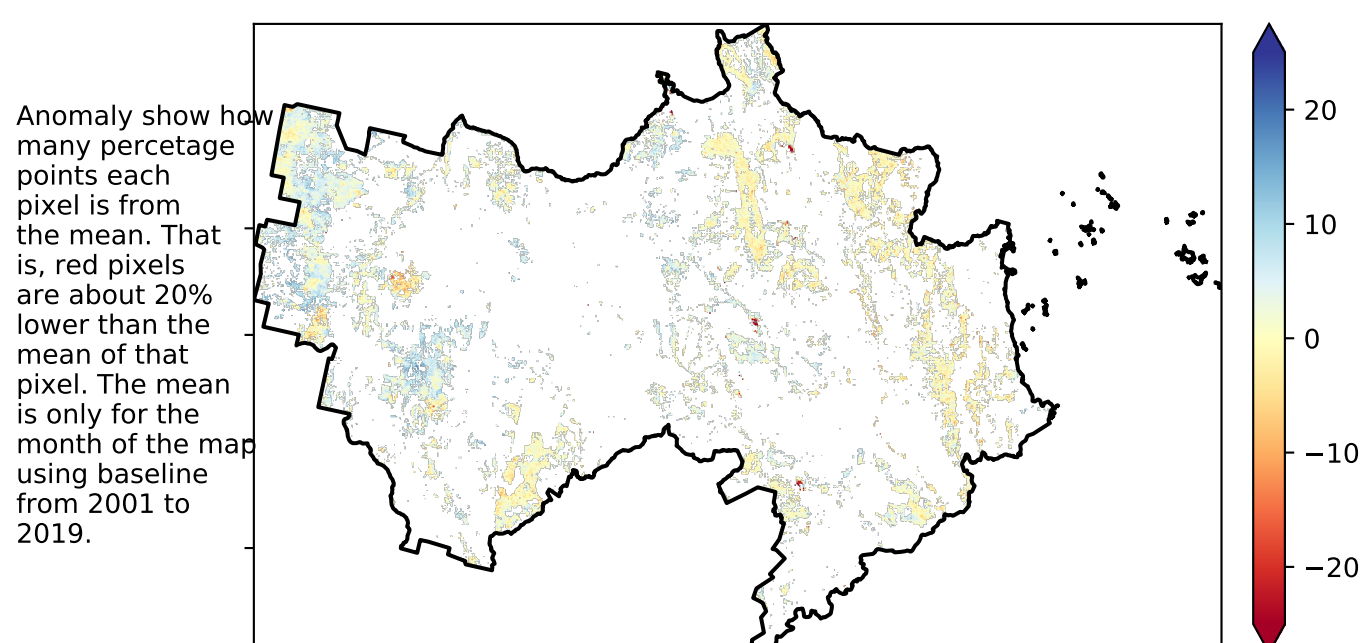 Anomaly show how
many percetage
points each
pixel is from
the mean. That
is, red pixels
are about 20%
lower than the
mean of that
pixel. The mean
is only for the
month of the map
using baseline
from 2001 to
2019.
20
10
0
−10
−20